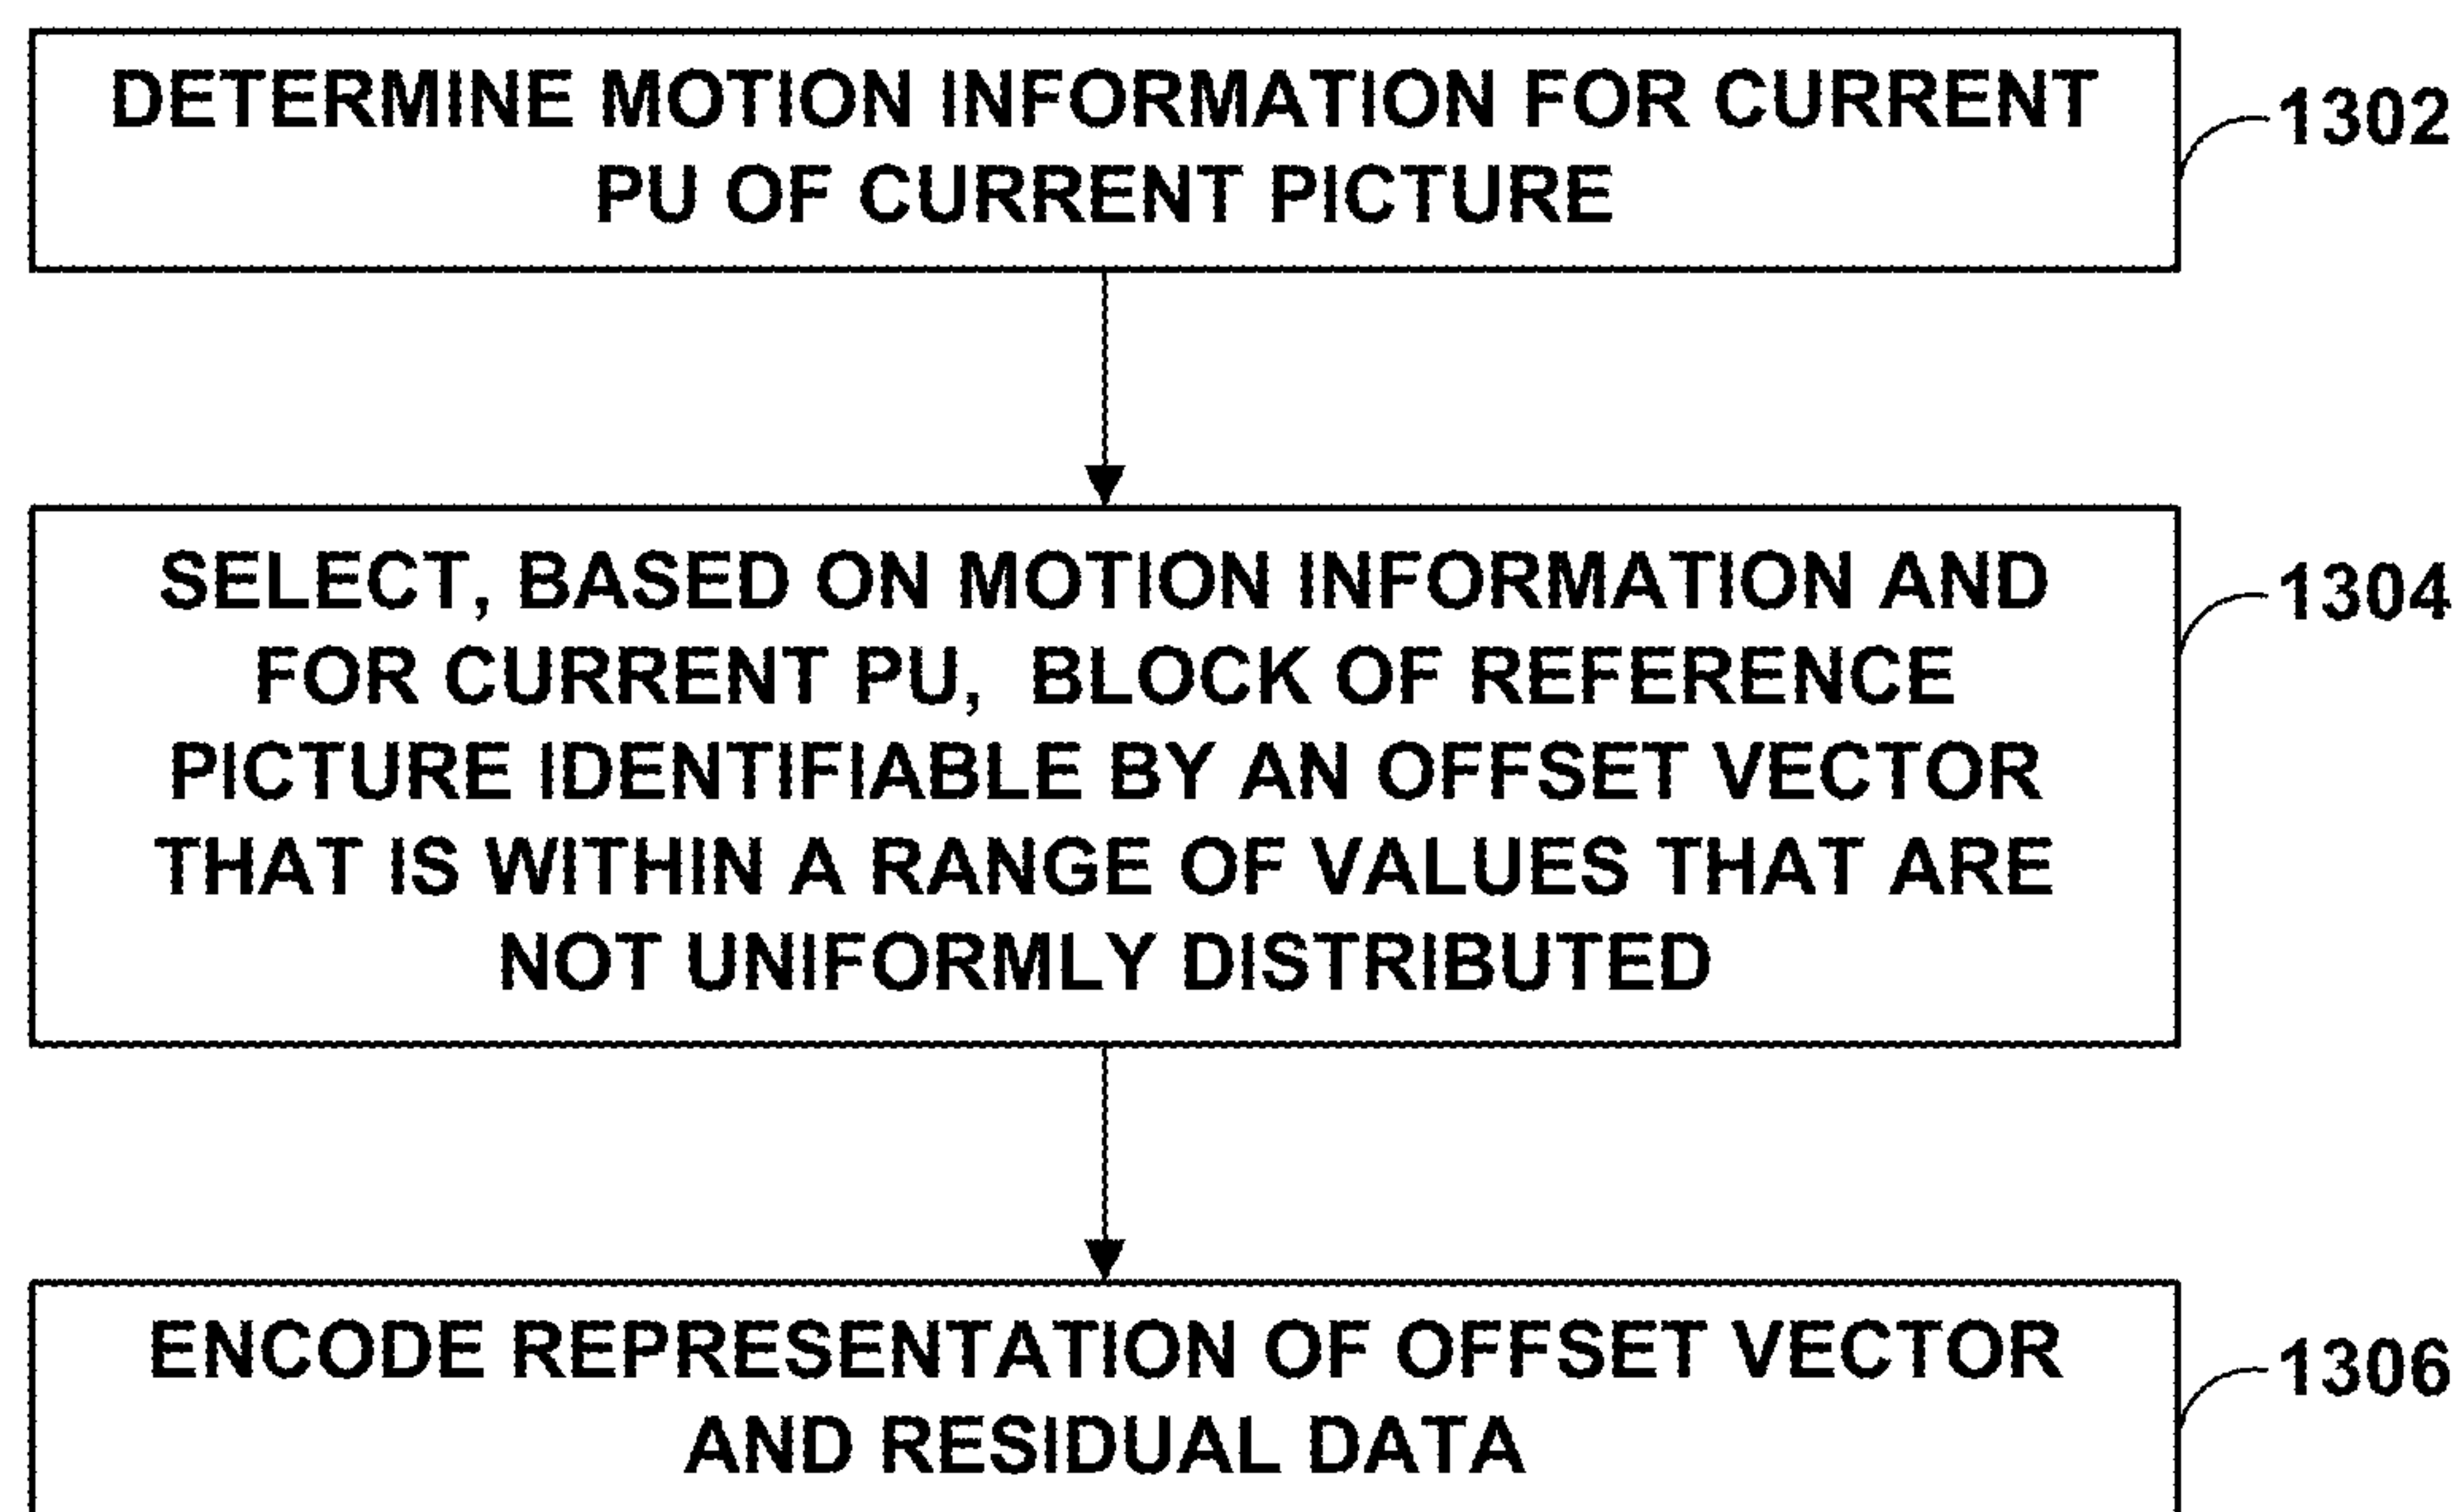 DETERMINE MOTION INFORMATION FOR CURRENT
PU OF CURRENT PICTURE
1302
SELECT, BASED ON MOTION INFORMATION AND
FOR CURRENT PU, BLOCK OF REFERENCE
PICTURE IDENTIFIABLE BY AN OFFSET VECTOR
THAT IS WITHIN A RANGE OF VALUES THAT ARE
NOT UNIFORMLY DISTRIBUTED
1304
ENCODE REPRESENTATION OF OFFSET VECTOR
AND RESIDUAL DATA
1306